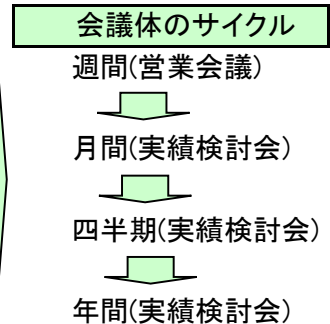 会議体のサイクル
週間(営業会議)
月間(実績検討会)
四半期(実績検討会)
年間(実績検討会)